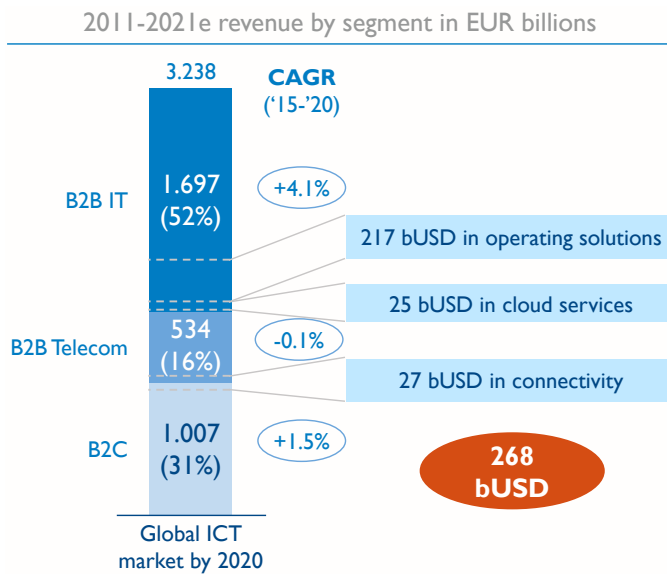 2011-2021e revenue by segment in EUR billions
3.238
CAGR
('15-'20)
B2B IT
1.697
(52%)
+4.1%
217 bUSD in operating solutions
25 bUSD in cloud services
B2B Telecom
534
(16%)
-0.1%
27 bUSD in connectivity
B2C
1.007
(31%)
+1.5%
268
bUSD
Global ICT
market by 2020